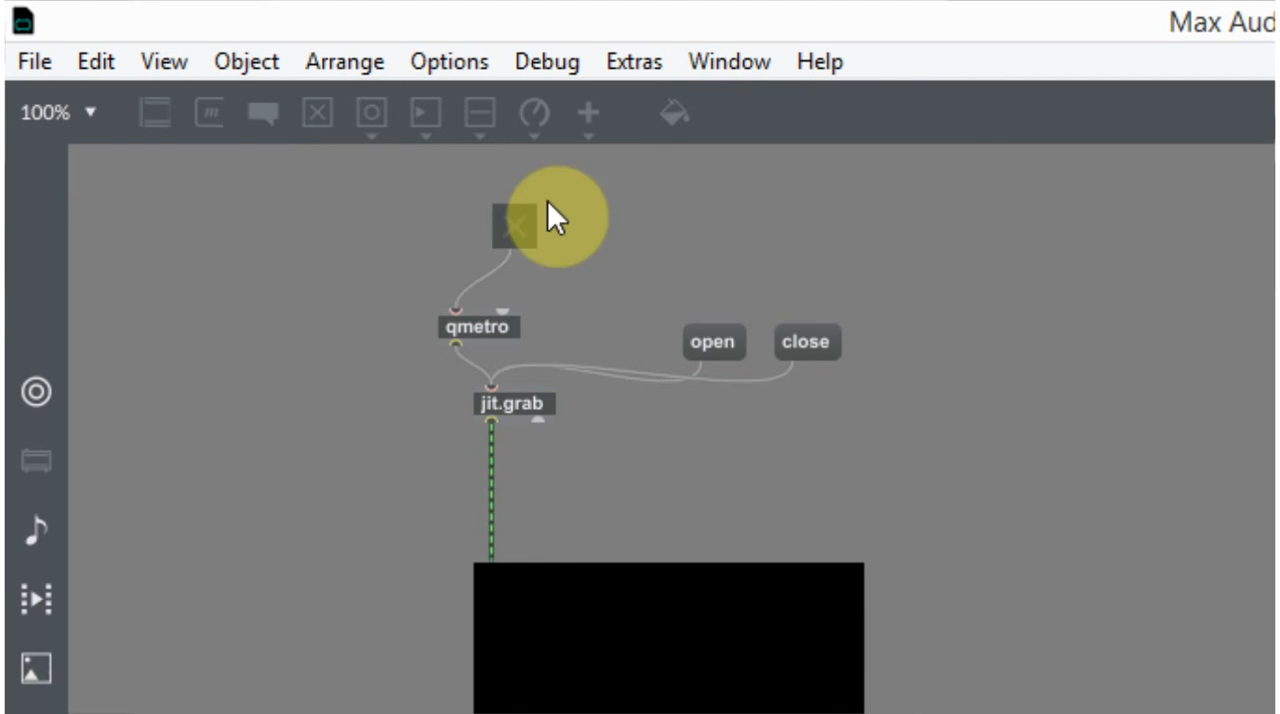 Max Aud
File Edit View Object Arrange Options Debug Extras Window Help
100%
qmetro
open close
jit.grab